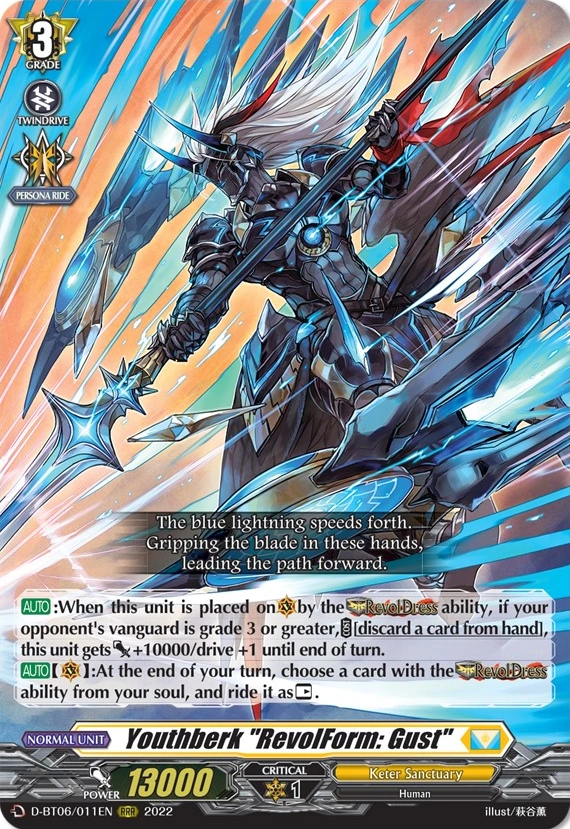 3
GRADE
TWINDRIVE
PERSONA RIDE
The blue lightning speeds forth.
Gripping the blade in these hands,
leading the path forward.
AUTO:When this unit is placed on by the RevolDress ability, if your
opponent's vanguard is grade 3 or greater, [discard a card from hand],
this unit gets +10000/drive +1 until end of turn.
AUTO【 】:At the end of your turn, choose a card with the RevolDress
ability from your soul, and ride it as .
NORMAL UNIT Youthberk "RevolForm: Gust"
POWER 13000 CRITICAL 1 Keter Sanctuary
Human
D-BT06/011EN RRR 2022 illust/萩谷薫